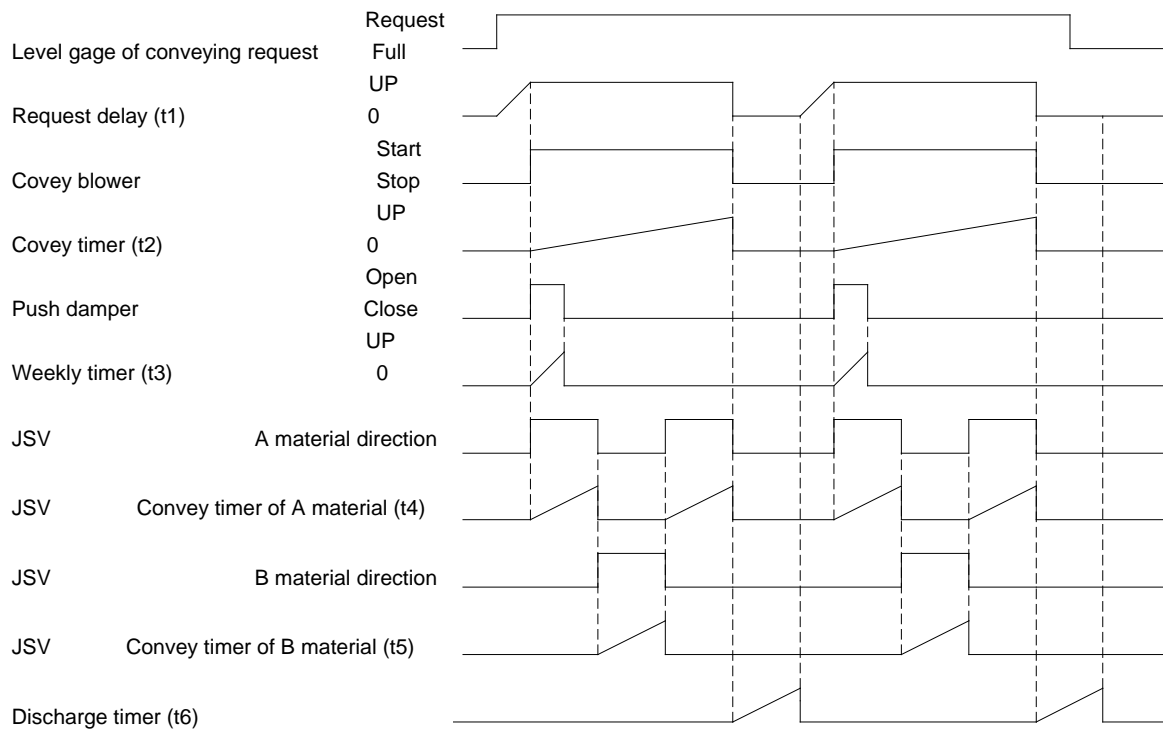 Request
Level gage of conveying request Full
UP
Request delay (t1) 0
Start
Covey blower Stop
UP
Covey timer (t2) 0
Open
Push damper Close
UP
Weekly timer (t3) 0
JSV A material direction
JSV Convey timer of A material (t4)
JSV B material direction
JSV Convey timer of B material (t5)
Discharge timer (t6)